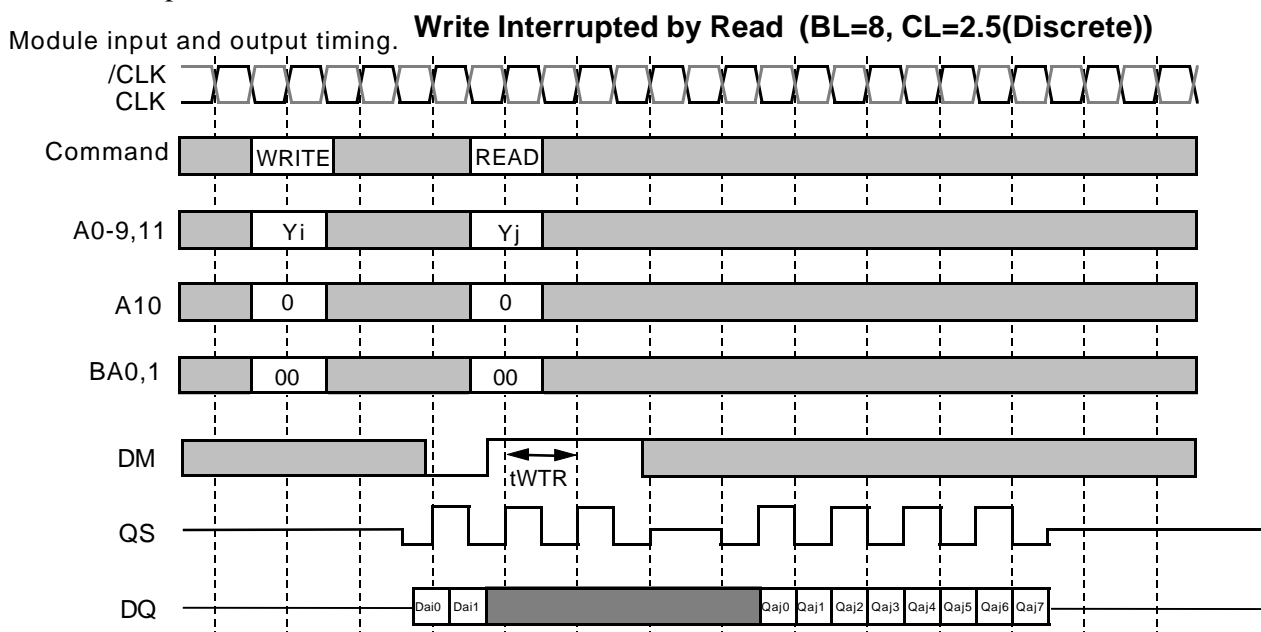 Write Interrupted by Read (BL=8, CL=2.5(Discrete))
Module input and output timing.
/CLK
CLK
Command WRITE READ
A0-9,11 Yi Yj
A10 0 0
BA0,1 00 00
DM
tWTR
QS
DQ Dai0 Dai1 Qaj0 Qaj1 Qaj2 Qaj3 Qaj4 Qaj5 Qaj6 Qaj7